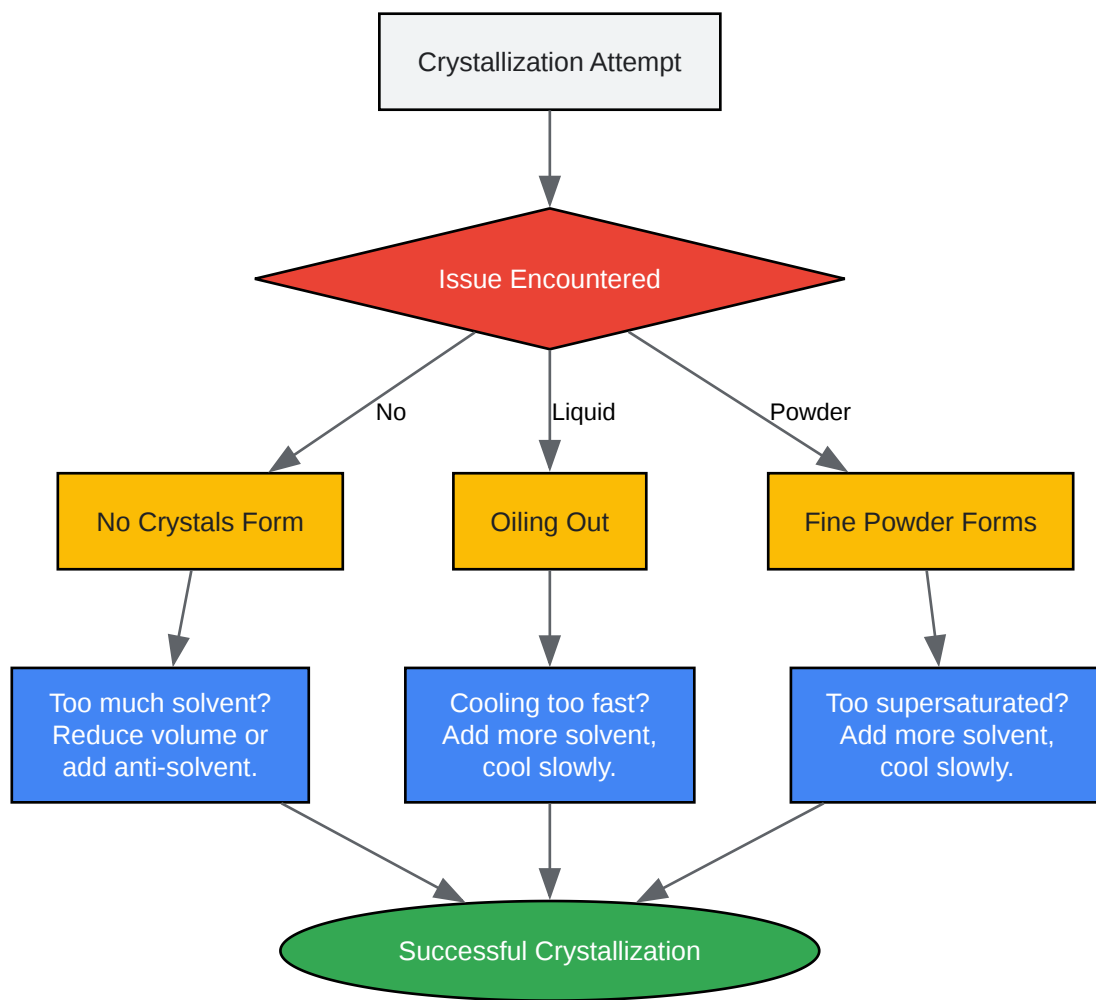 Crystallization Attempt
Issue Encountered
No
Liquid
Powder
No Crystals Form
Oiling Out
Fine Powder Forms
Too much solvent?
Reduce volume or
add anti-solvent.
Cooling too fast?
Add more solvent,
cool slowly.
Too supersaturated?
Add more solvent,
cool slowly.
Successful Crystallization